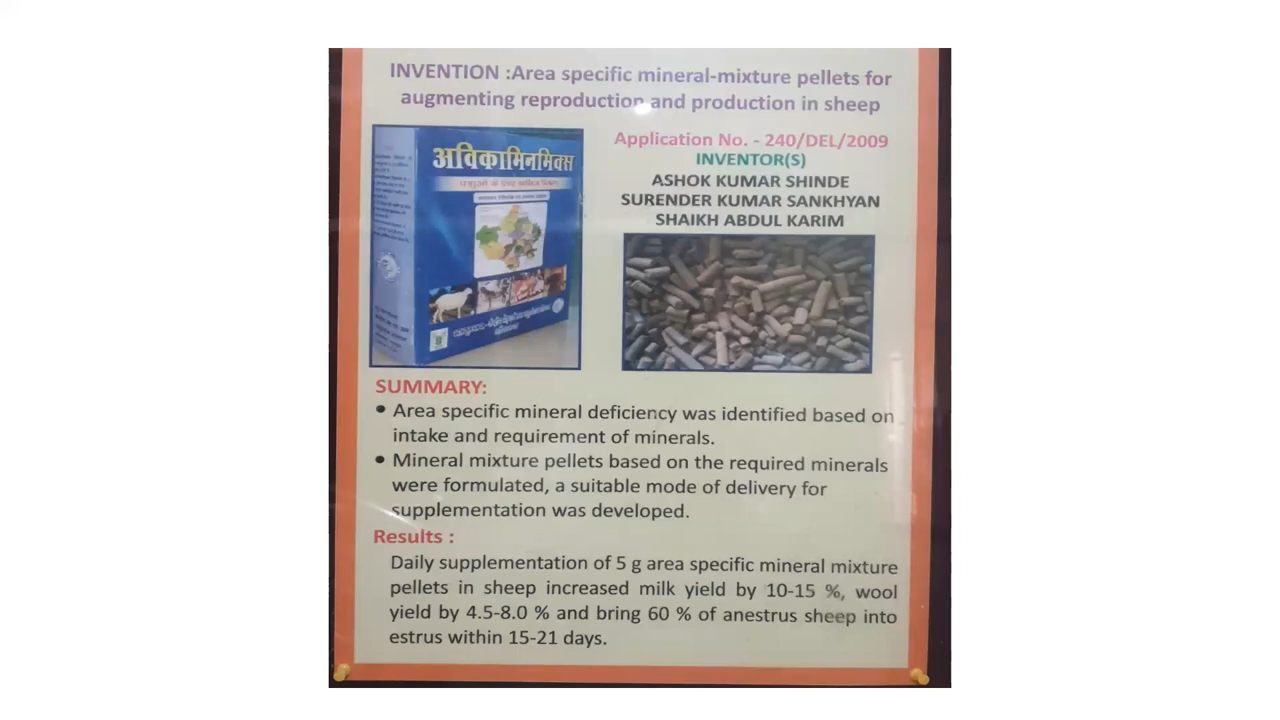 INVENTION :Area specific mineral-mixture pellets for
augmenting reproduction and production in sheep
Application No. - 240/DEL/2009
INVENTOR(S)
ASHOK KUMAR SHINDE
SURENDER KUMAR SANKHYAN
SHAIKH ABDUL KARIM
अविकामिनमिक्स
SUMMARY:
• Area specific mineral deficiency was identified based on
intake and requirement of minerals.
• Mineral mixture pellets based on the required minerals
were formulated, a suitable mode of delivery for
supplementation was developed.
Results :
Daily supplementation of 5 g area specific mineral mixture
pellets in sheep increased milk yield by 10-15 %, wool
yield by 4.5-8.0 % and bring 60 % of anestrus sheep into
estrus within 15-21 days.